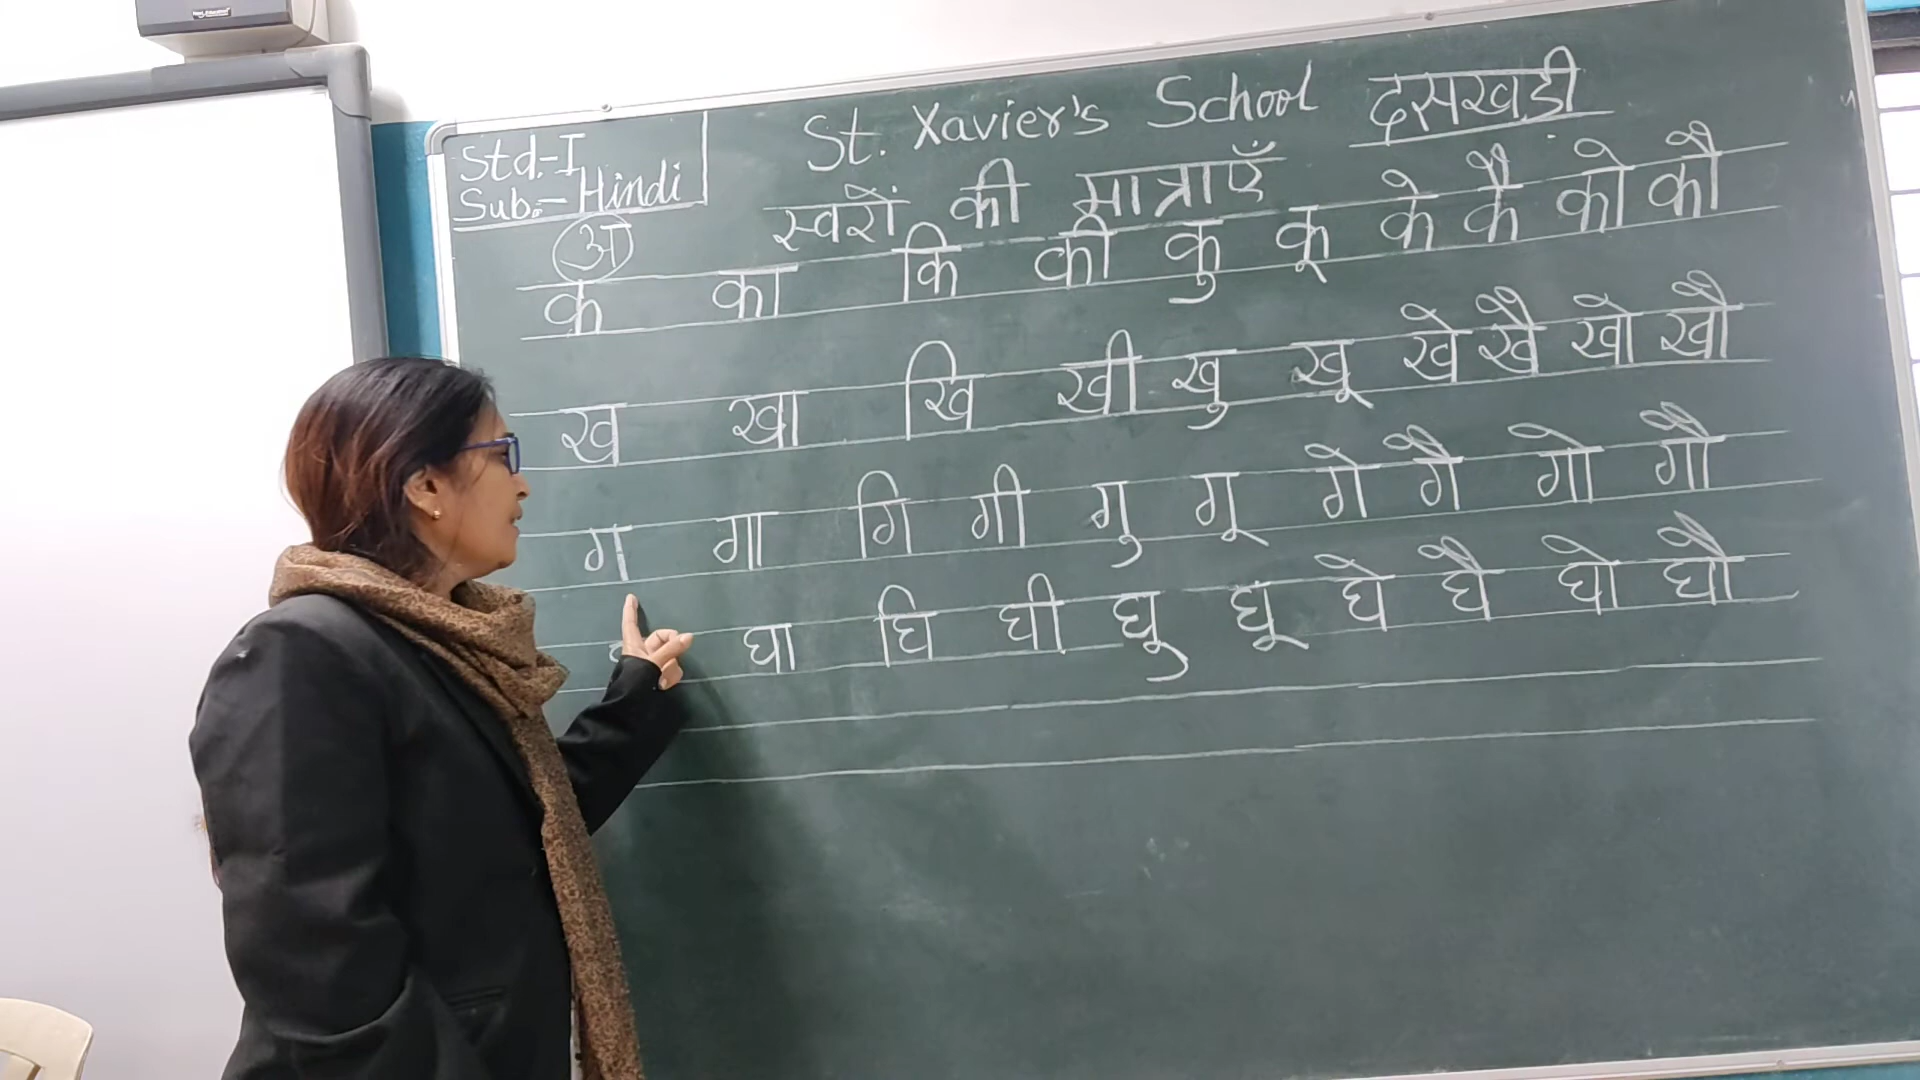 Std.-I
Sub.-Hindi
St. Xavier's School दसखड़ी
स्वरों की मात्राएँ
अ
क का कि की कु कू के कै को कौ
ख खा खि खी खु खू खे खै खो खौ
ग गा गि गी गु गू गे गै गो गौ
घा घि घी घु घू घे घै घो घौ